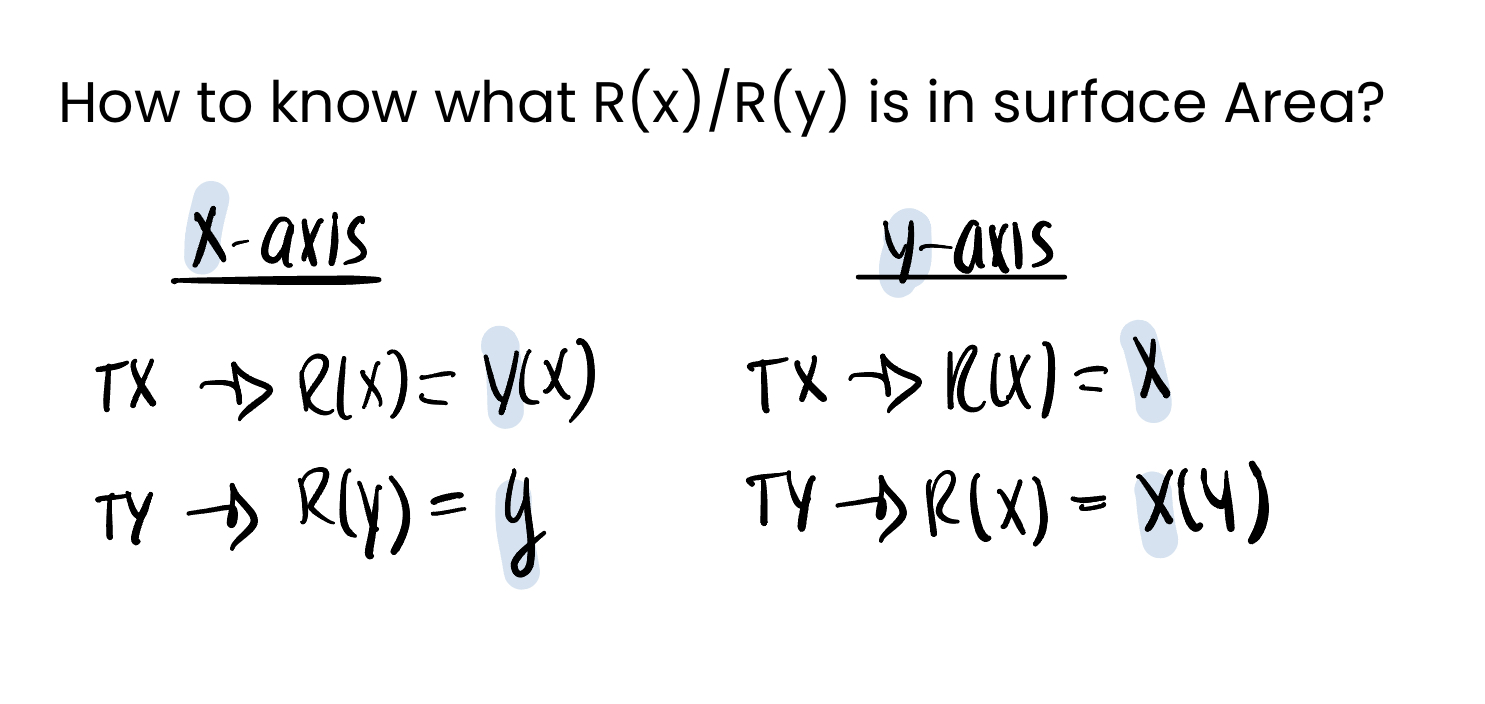 How to know what R(x)/R(y) is in surface Area?
x-axis
TX → R(x) = y(x)
TY → R(y) = y
y-axis
TX → R(x) = x
TY → R(x) = x(y)